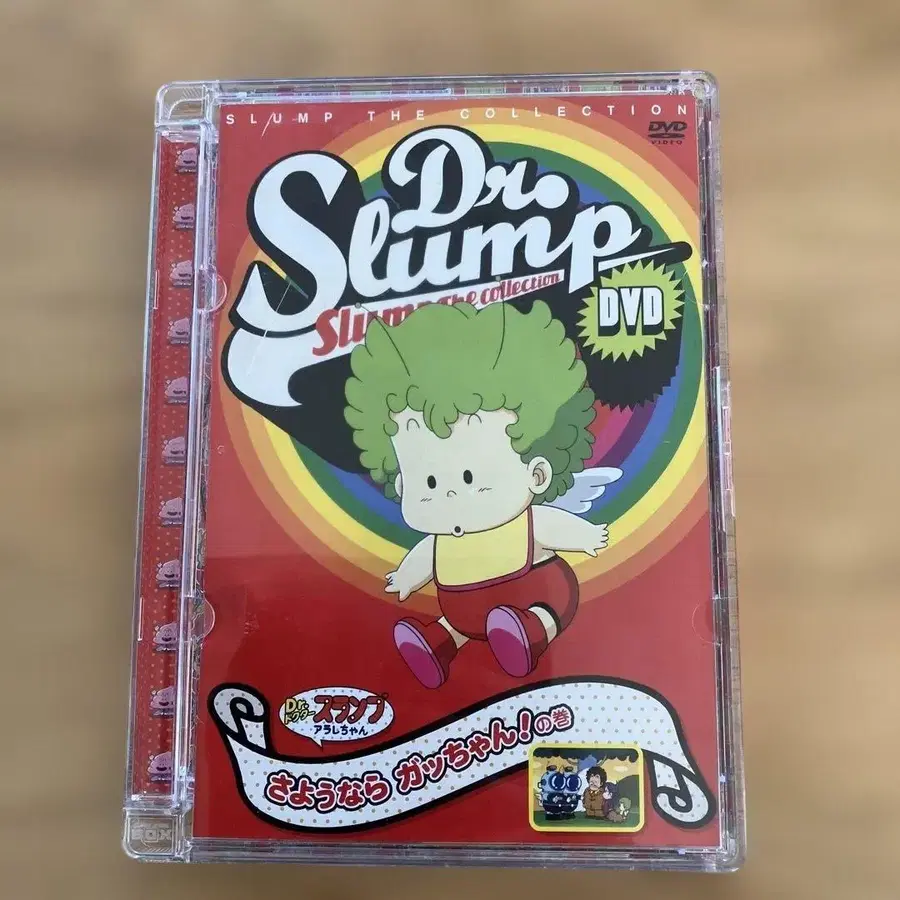 SLUMP THE COLLECTION
DVD
VIDEO
Dr.
Slump
Slump the collection
DVD
Dr.
ドクター
スランプ
アラレちゃん
さようなら ガッちゃん!の巻
BOX